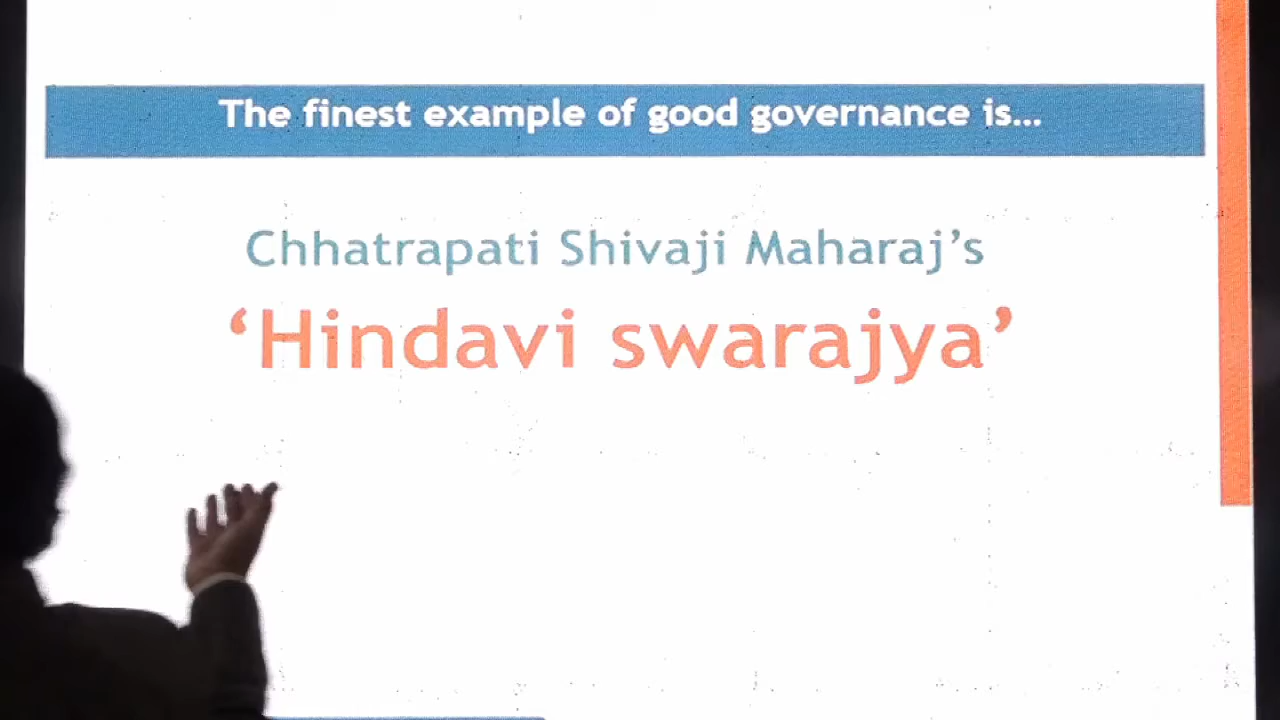 The finest example of good governance is...
Chhatrapati Shivaji Maharaj’s
‘Hindavi swarajya’